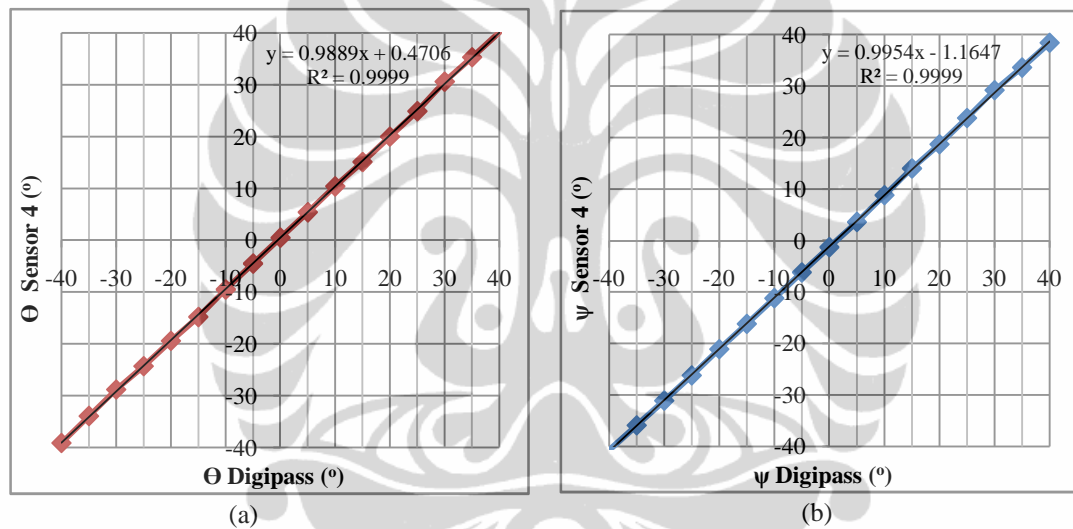 40
y = 0.9889x + 0.4706
R² = 0.9999
30
20
10
0
-40 -30 -20 -10 0 10 20 30 40
-10
-20
-30
-40
ϴ Sensor 4 (º)
ϴ Digipass (º)
(a)
40
y = 0.9954x - 1.1647
R² = 0.9999
30
20
10
0
-40 -30 -20 -10 0 10 20 30 40
-10
-20
-30
-40
ψ Sensor 4 (º)
ψ Digipass (º)
(b)